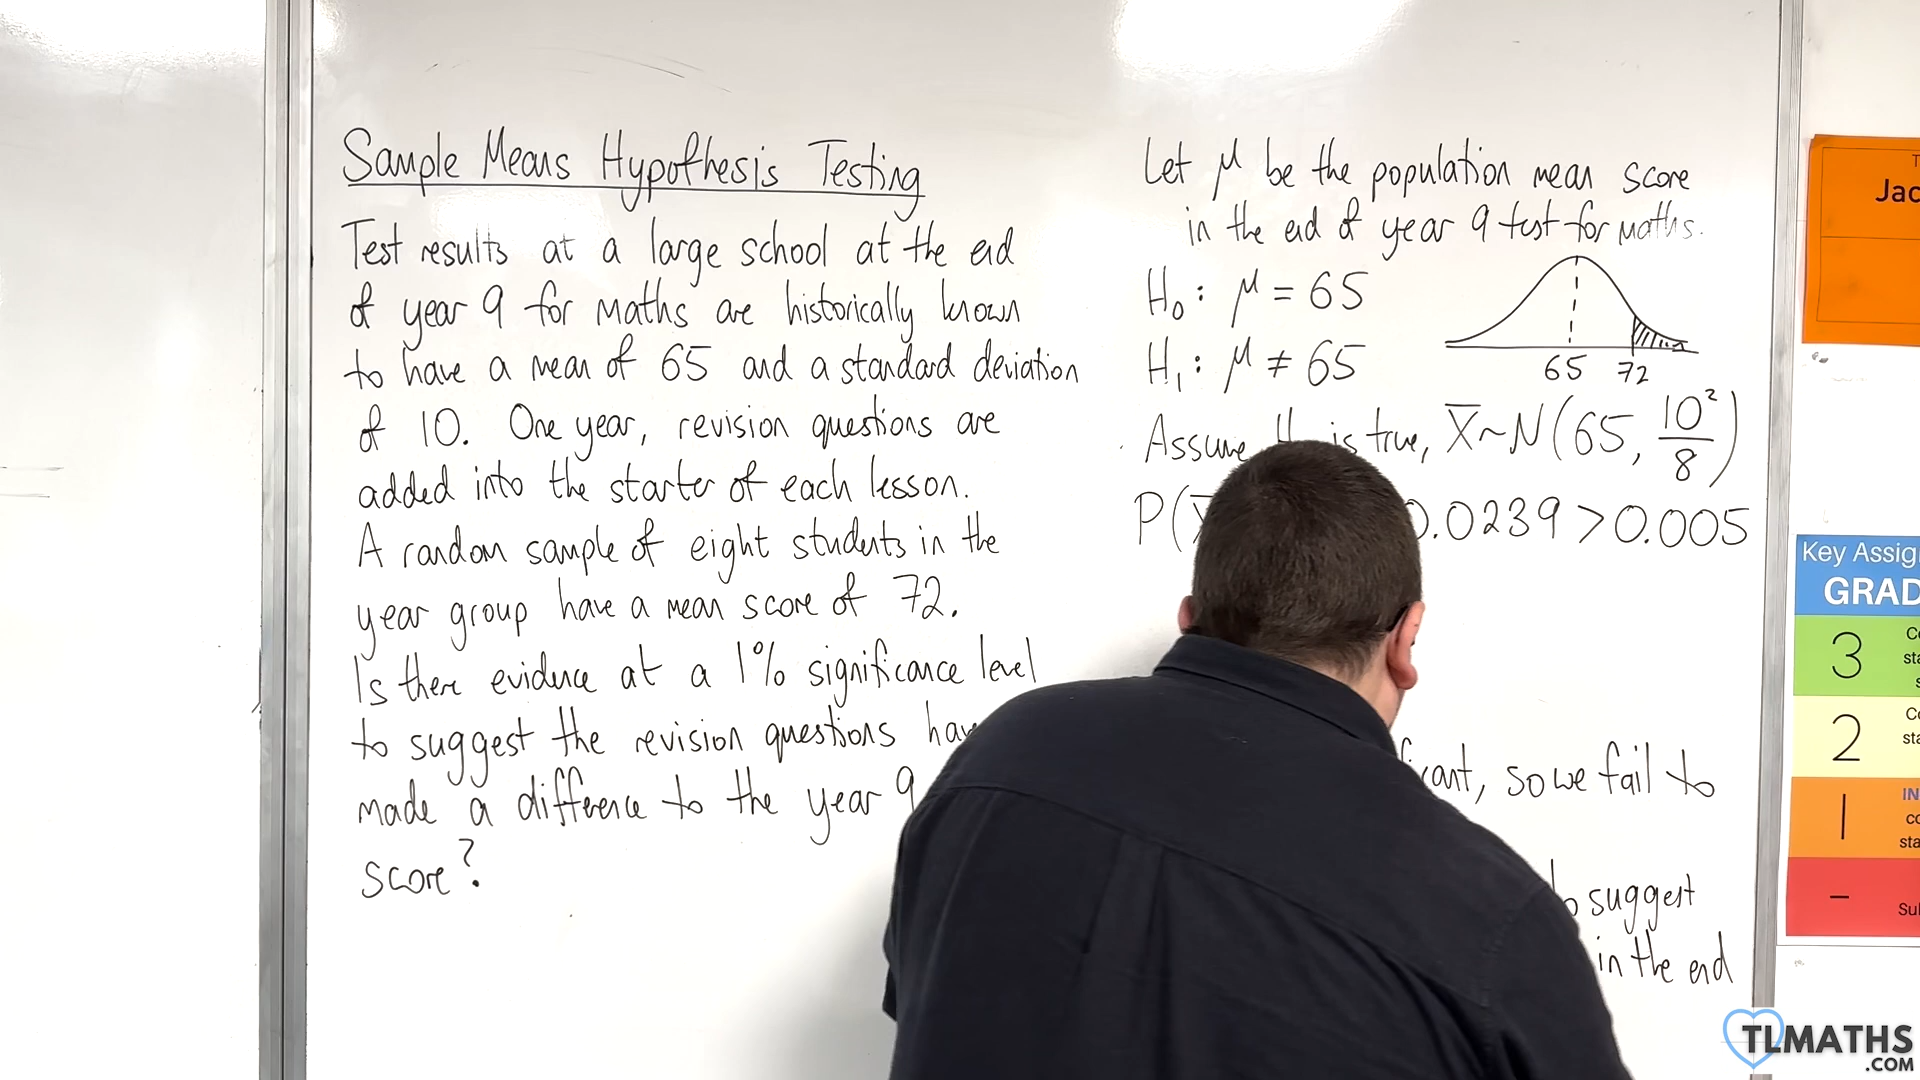 Sample Means Hypothesis Testing
Test results at a large school at the end
of year 9 for maths are historically known
to have a mean of 65 and a standard deviation
of 10. One year, revision questions are
added into the starter of each lesson.
A random sample of eight students in the
year group have a mean score of 72.
Is there evidence at a 1% significance level
to suggest the revision questions hav
made a difference to the year 9
score?
Let μ be the population mean score
in the end of year 9 test for maths.
H₀: μ = 65
H₁: μ ≠ 65
65 72
Assume is true, X̄~N(65, 10²/8)
P( 0.0239 > 0.005
cant, so we fail to
suggest
in the end
Jac
Key Assig
GRAD
3
2
1
IN
-
Su
TLMATHS
.COM